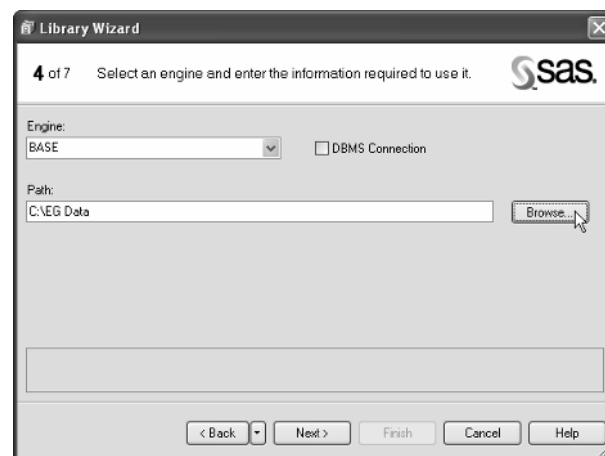 Library Wizard
4 of 7 Select an engine and enter the information required to use it.
sas.
Engine:
BASE
DBMS Connection
Path:
C:\EG Data
Browse...
< Back
Next >
Finish
Cancel
Help